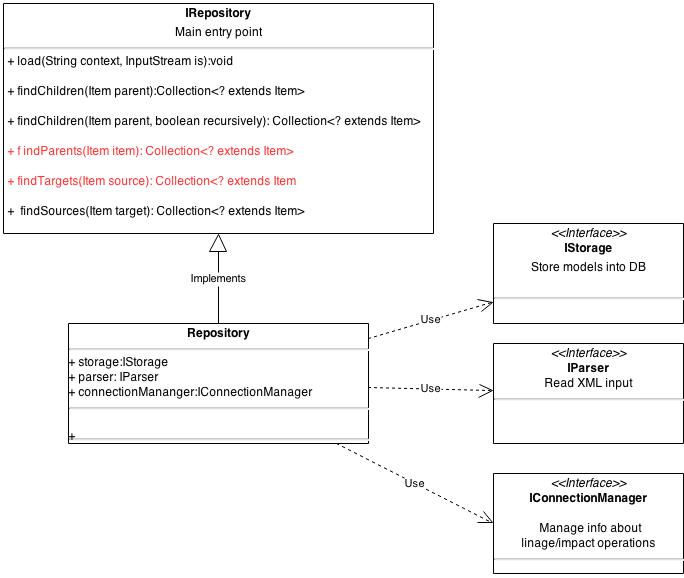 IRepository
Main entry point
+ load(String context, InputStream is):void
+ findChildren(Item parent):Collection<? extends Item>
+ findChildren(Item parent, boolean recursively): Collection<? extends Item>
+ f indParents(Item item): Collection<? extends Item>
+ findTargets(Item source): Collection<? extends Item
+ findSources(Item target): Collection<? extends Item>
Implements
Repository
+ storage:IStorage
+ parser: IParser
+ connectionMananger:IConnectionManager
+
Use
<<Interface>>
IStorage
Store models into DB
Use
<<Interface>>
IParser
Read XML input
Use
<<Interface>>
IConnectionManager
Manage info about
linage/impact operations